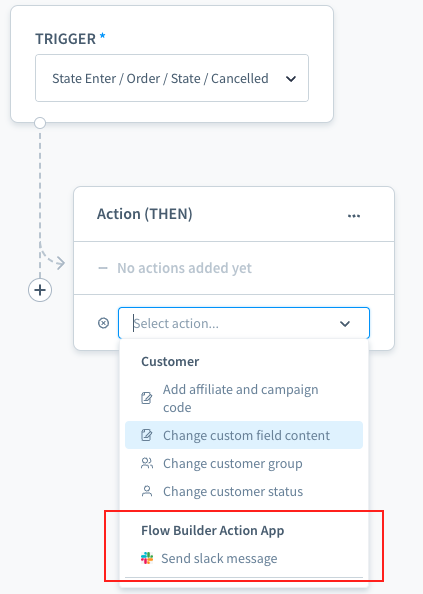 TRIGGER *
State Enter / Order / State / Cancelled
Action (THEN)
No actions added yet
Select action...
Customer
Add affiliate and campaign
code
Change custom field content
Change customer group
Change customer status
Flow Builder Action App
Send slack message